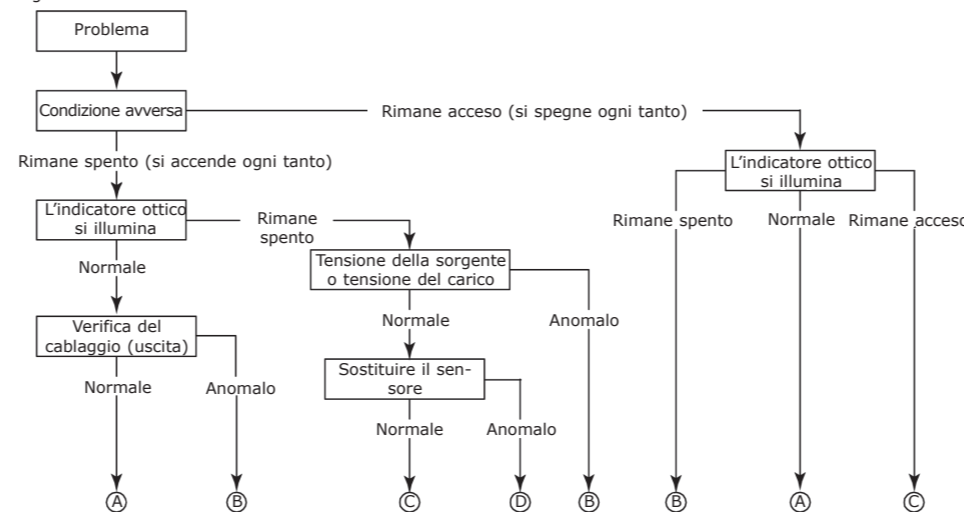 Problema
Condizione avversa
Rimane acceso (si spegne ogni tanto)
Rimane spento (si accende ogni tanto)
L'indicatore ottico
si illumina
L'indicatore ottico
si illumina
Rimane
spento
Rimane spento
Normale
Rimane acceso
Normale
Tensione della sorgente
o tensione del carico
Verifica del
cablaggio (uscita)
Normale
Anomalo
Sostituire il sen-
sore
Normale
Anomalo
Normale
Anomalo
A
B
C
D
B
B
A
C